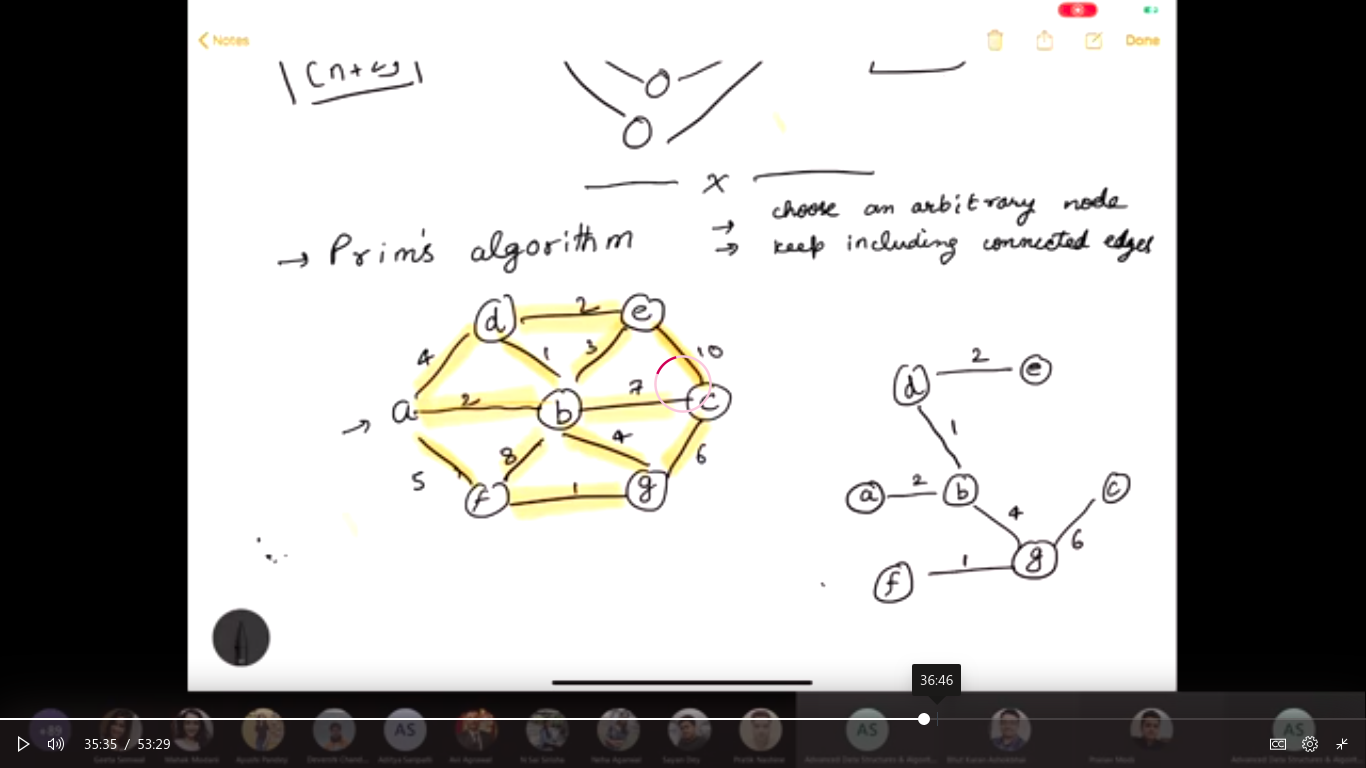 Notes
Done
x
→ Prim's algorithm
→ choose an arbitrary node
→ keep including connected edges
d 2 e
4 1 3 10
2 7
→ a b c
5 8 4 6
f 1 g
d 2 e
1
a 2 b c
4 6
f 1 g
36:46
AS
AS
AS
35:35 / 53:29